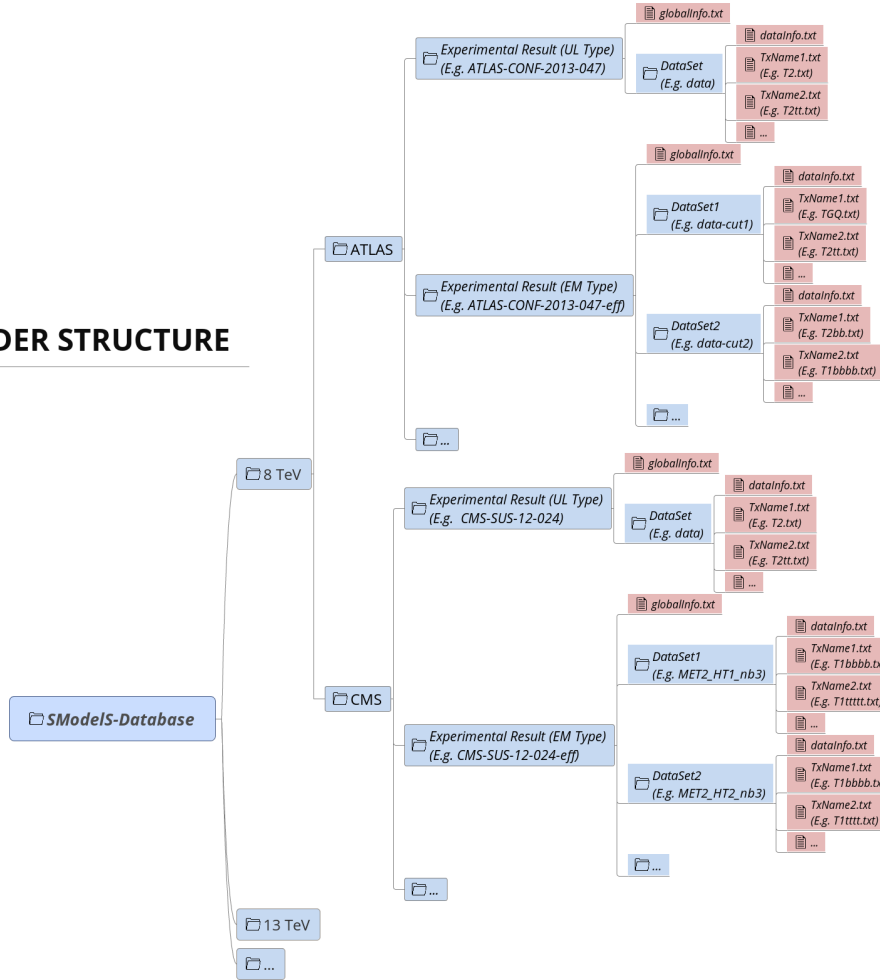 globalInfo.txt
dataInfo.txt
Experimental Result (UL Type)
(E.g. ATLAS-CONF-2013-047)
DataSet
(E.g. data)
TxName1.txt
(E.g. T2.txt)
TxName2.txt
(E.g. T2tt.txt)
...
globalInfo.txt
dataInfo.txt
DataSet1
(E.g. data-cut1)
TxName1.txt
(E.g. TGQ.txt)
TxName2.txt
(E.g. T2tt.txt)
...
ATLAS
Experimental Result (EM Type)
(E.g. ATLAS-CONF-2013-047-eff)
dataInfo.txt
DataSet2
(E.g. data-cut2)
TxName1.txt
(E.g. T2bb.txt)
TxName2.txt
(E.g. T1bbbb.txt)
...
...
DER STRUCTURE
...
8 TeV
globalInfo.txt
dataInfo.txt
Experimental Result (UL Type)
(E.g.  CMS-SUS-12-024)
DataSet
(E.g. data)
TxName1.txt
(E.g. T2.txt)
TxName2.txt
(E.g. T2tt.txt)
...
globalInfo.txt
dataInfo.txt
DataSet1
(E.g. MET2_HT1_nb3)
TxName1.txt
(E.g. T1bbbb.tx
TxName2.txt
(E.g. T1ttttt.txt
...
CMS
SModelS-Database
Experimental Result (EM Type)
(E.g. CMS-SUS-12-024-eff)
dataInfo.txt
DataSet2
(E.g. MET2_HT2_nb3)
TxName1.txt
(E.g. T1bbbb.tx
TxName2.txt
(E.g. T1tttt.txt)
...
...
...
13 TeV
...